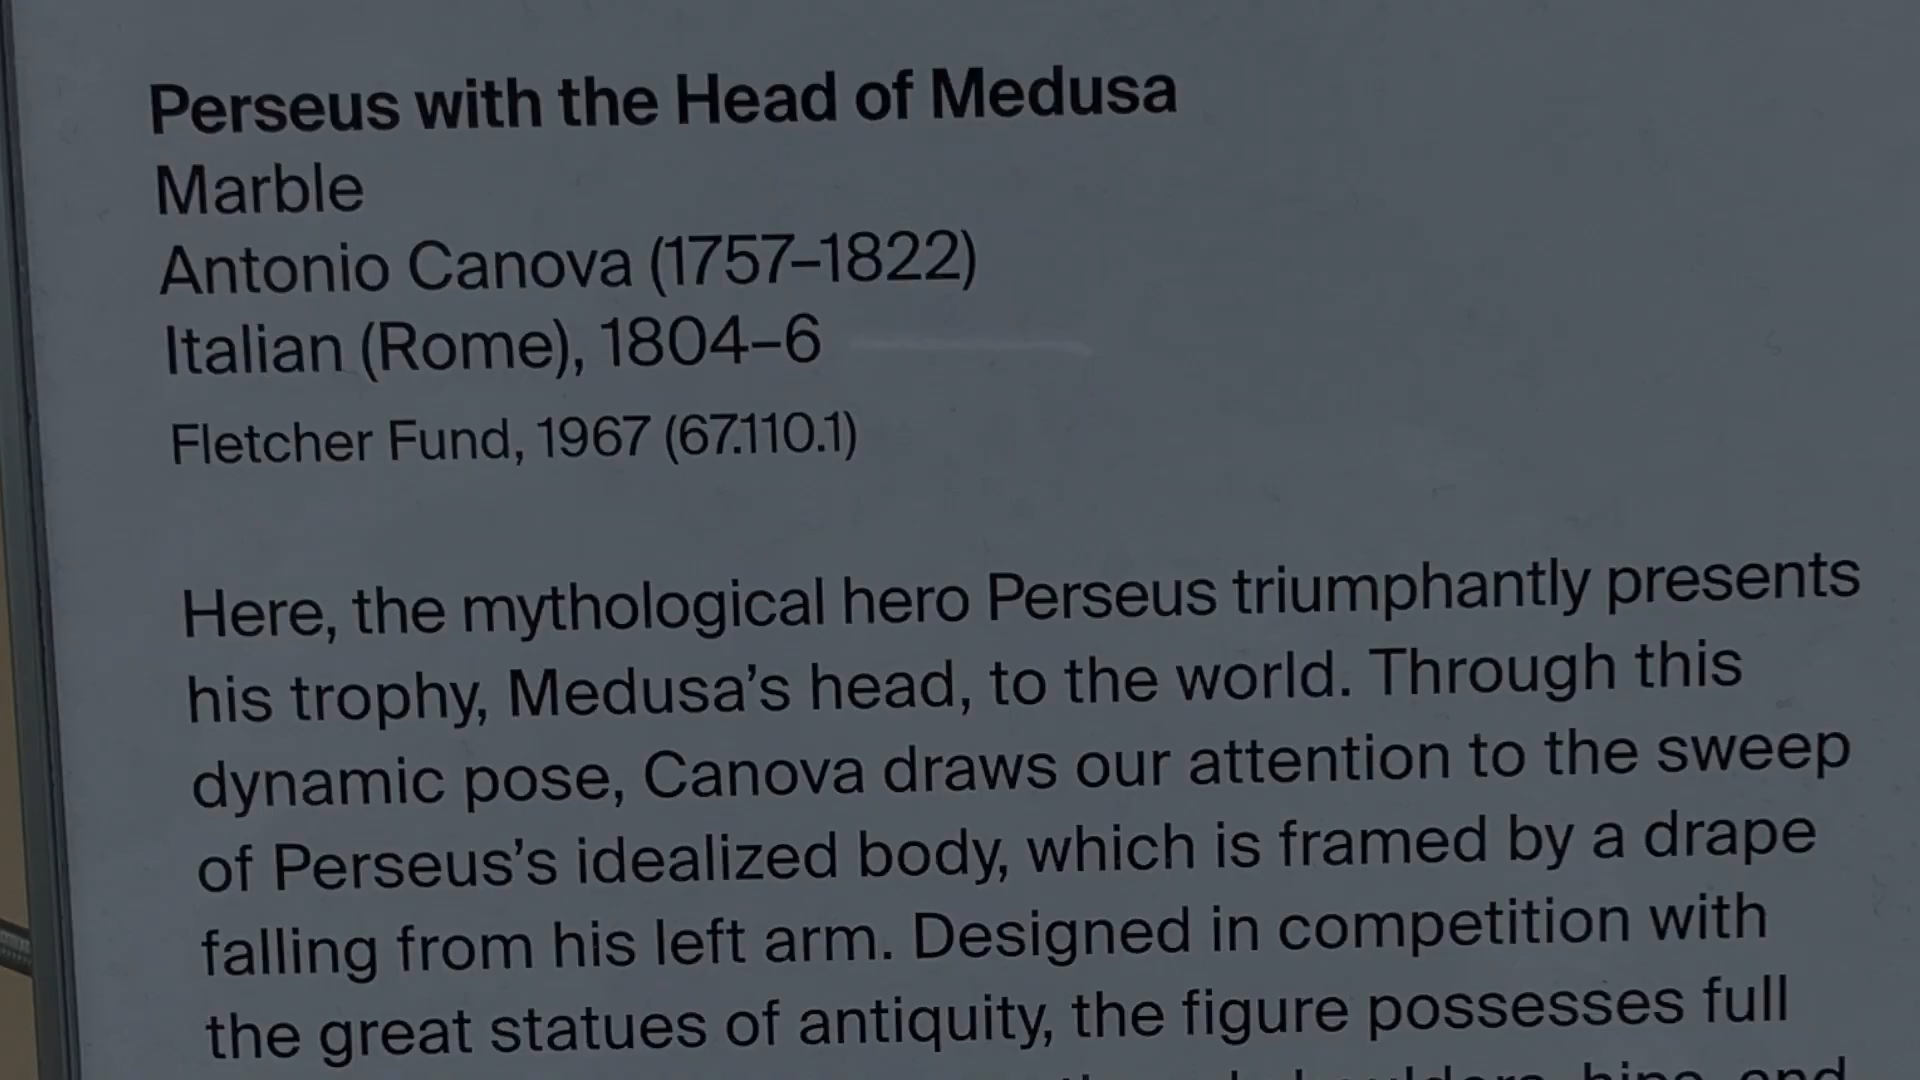 Perseus with the Head of Medusa
Marble
Antonio Canova (1757–1822)
Italian (Rome), 1804–6
Fletcher Fund, 1967 (67.110.1)
Here, the mythological hero Perseus triumphantly presents
his trophy, Medusa’s head, to the world. Through this
dynamic pose, Canova draws our attention to the sweep
of Perseus’s idealized body, which is framed by a drape
falling from his left arm. Designed in competition with
the great statues of antiquity, the figure possesses full